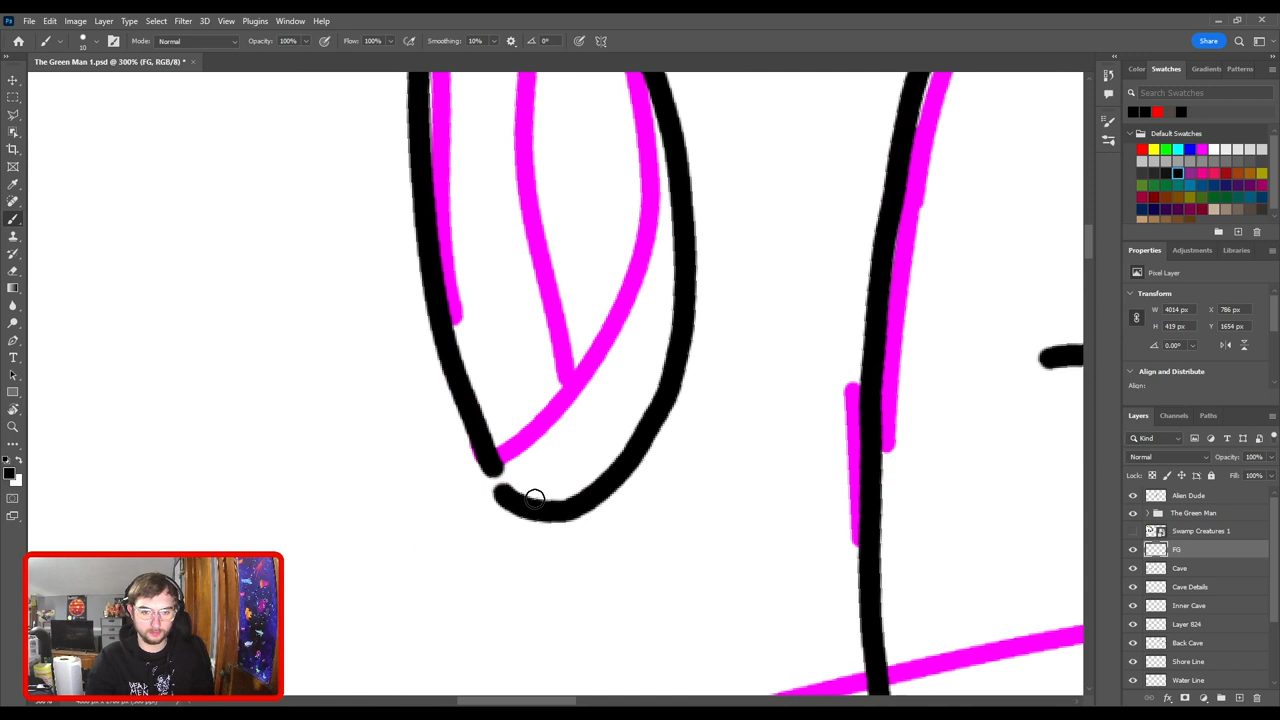 File Edit Image Layer Type Select Filter 3D View Plugins Window Help
10 Mode: Normal Opacity: 100% Flow: 100% Smoothing: 10% 0° Share
The Green Man 1.psd @ 300% (FG, RGB/8) *
Color Swatches Gradients Patterns
Search Swatches
Default Swatches
Properties Adjustments Libraries
Pixel Layer
Transform
W 4014 px X 786 px
H 419 px Y 1654 px
0.00°
Align and Distribute
Align:
Layers Channels Paths
Kind
Normal Opacity: 100%
Lock: Fill: 100%
Alien Dude
The Green Man
Swamp Creatures 1
FG
Cave
Cave Details
Inner Cave
Layer 824
Back Cave
Shore Line
Water Line